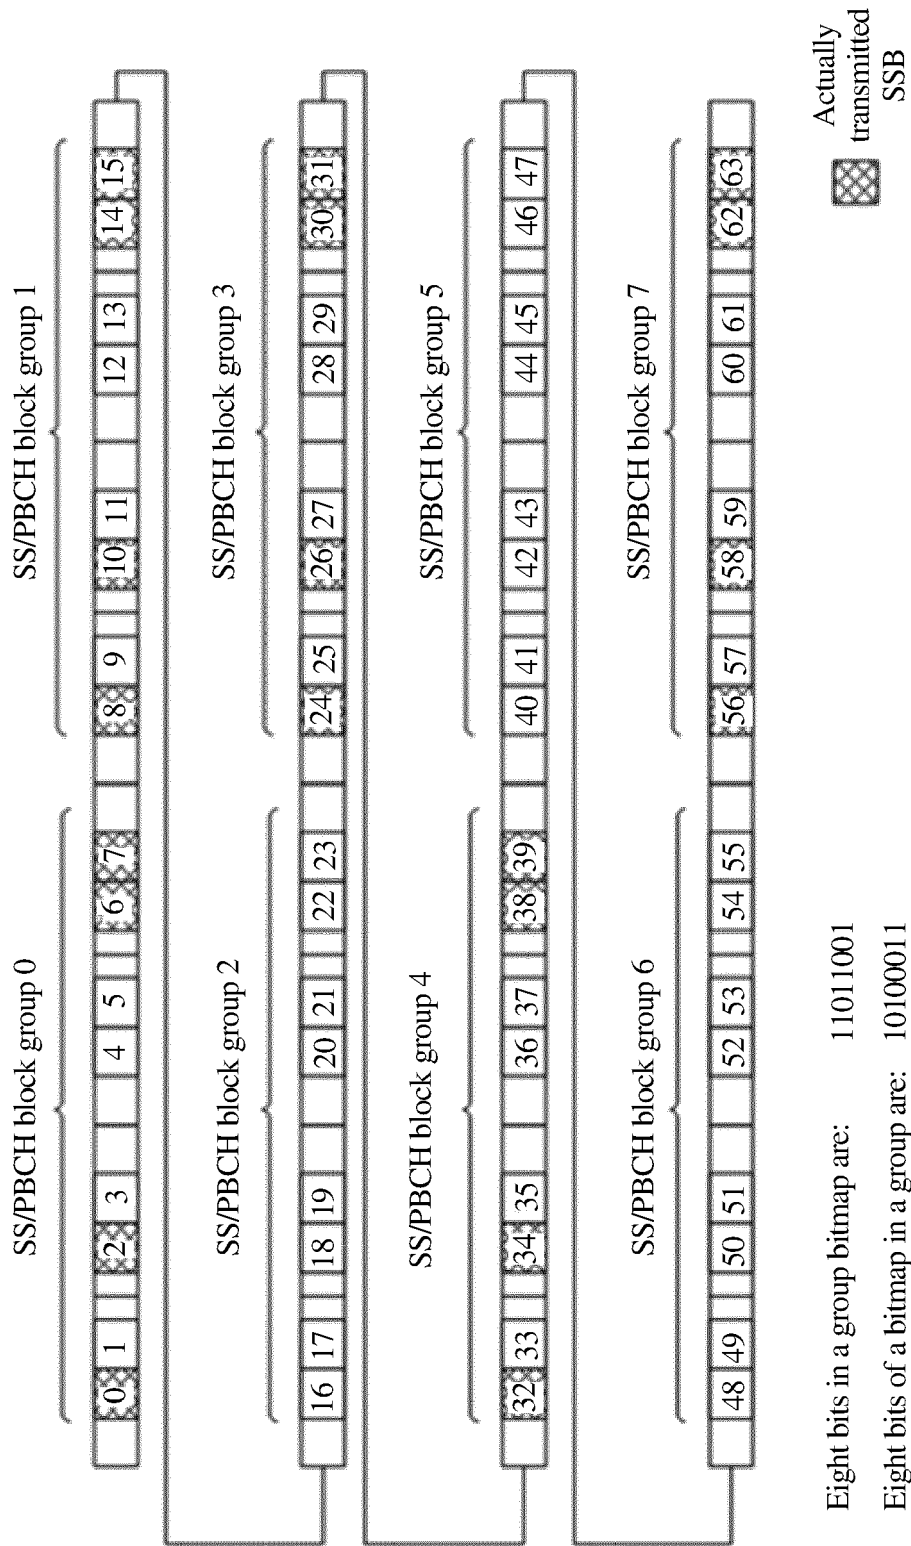 SS/PBCH block group 0
SS/PBCH block group 1
0 1 2 3 4 5 6 7 8 9 10 11 12 13 14 15
SS/PBCH block group 2
SS/PBCH block group 3
16 17 18 19 20 21 22 23 24 25 26 27 28 29 30 31
SS/PBCH block group 4
SS/PBCH block group 5
32 33 34 35 36 37 38 39 40 41 42 43 44 45 46 47
SS/PBCH block group 6
SS/PBCH block group 7
48 49 50 51 52 53 54 55 56 57 58 59 60 61 62 63
Eight bits in a group bitmap are: 11011001
Eight bits of a bitmap in a group are: 10100011
Actually
transmitted
SSB